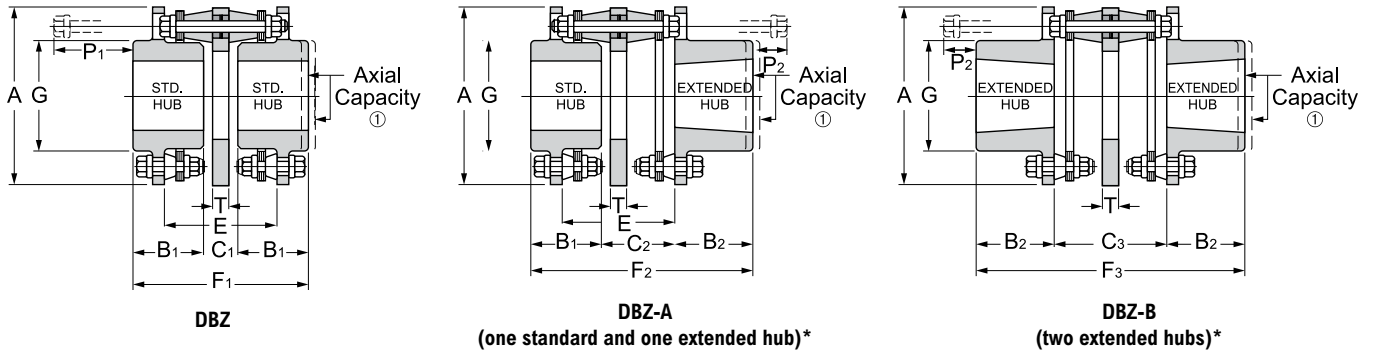 P1
A
G
STD.
HUB
STD.
HUB
Axial
Capacity
①
T
E
B1
C1
B1
F1
DBZ
A
G
STD.
HUB
EXTENDED
HUB
P2
Axial
Capacity
①
T
E
B1
C2
B2
F2
DBZ-A
(one standard and one extended hub)*
P2
A
G
EXTENDED
HUB
EXTENDED
HUB
Axial
Capacity
①
T
B2
C3
B2
F3
DBZ-B
(two extended hubs)*